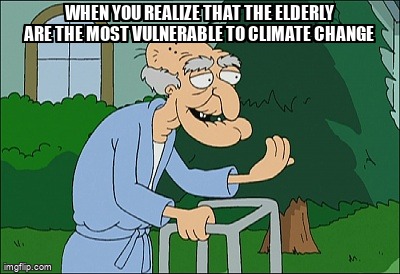 WHEN YOU REALIZE THAT THE ELDERLY
ARE THE MOST VULNERABLE TO CLIMATE CHANGE
imgflip.com